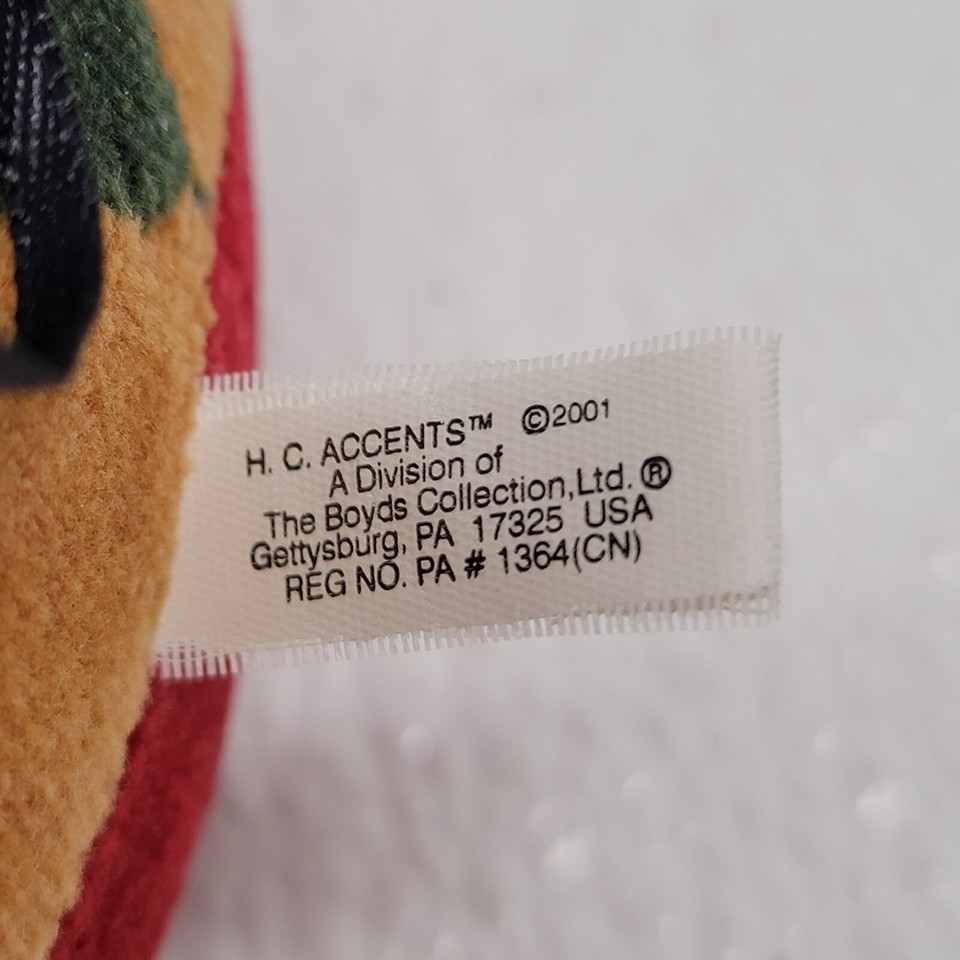 H. C. ACCENTS™ ©2001
A Division of
The Boyds Collection,Ltd. ®
Gettysburg, PA 17325 USA
REG NO. PA # 1364(CN)